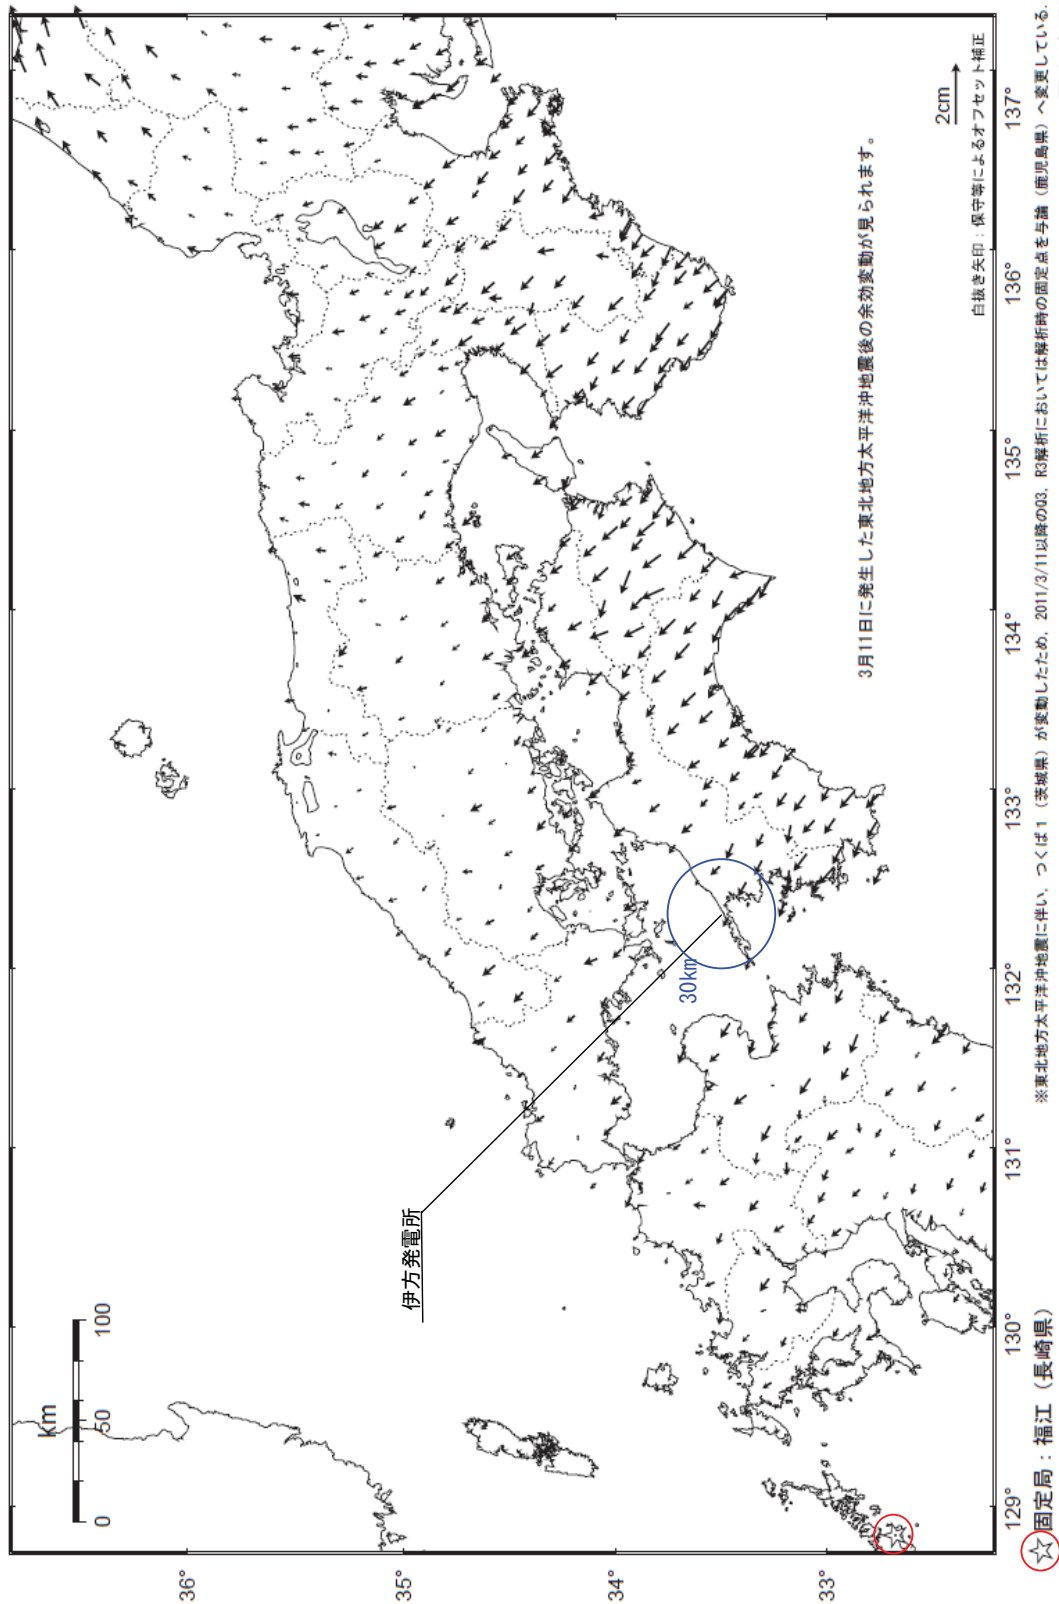 km
0 50 100
伊方発電所
30km
36°
35°
34°
33°
129° 130° 131° 132° 133° 134° 135° 136° 137°
3月11日に発生した東北地方太平洋沖地震後の余効変動が見られます。
2cm
白抜き矢印：保守等によるオフセット補正
☆固定局：福江（長崎県）
※東北地方太平洋沖地震に伴い、つくば1（茨城県）が変動したため、2011/3/11以降のQ3、R3解析においては解析時の固定点を与論（鹿児島県）へ変更している.